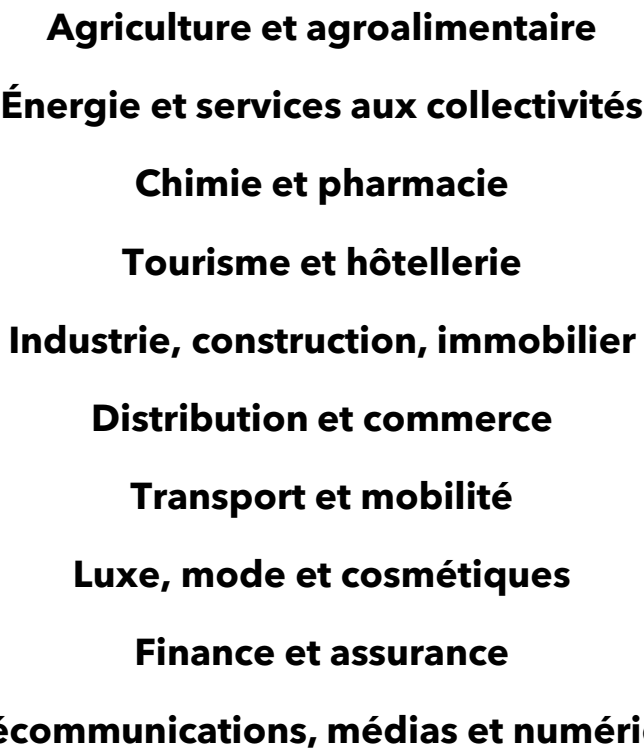 Agriculture et agroalimentaire
Énergie et services aux collectivités
Chimie et pharmacie
Tourisme et hôtellerie
Industrie, construction, immobilier
Distribution et commerce
Transport et mobilité
Luxe, mode et cosmétiques
Finance et assurance
écommunications, médias et numéri